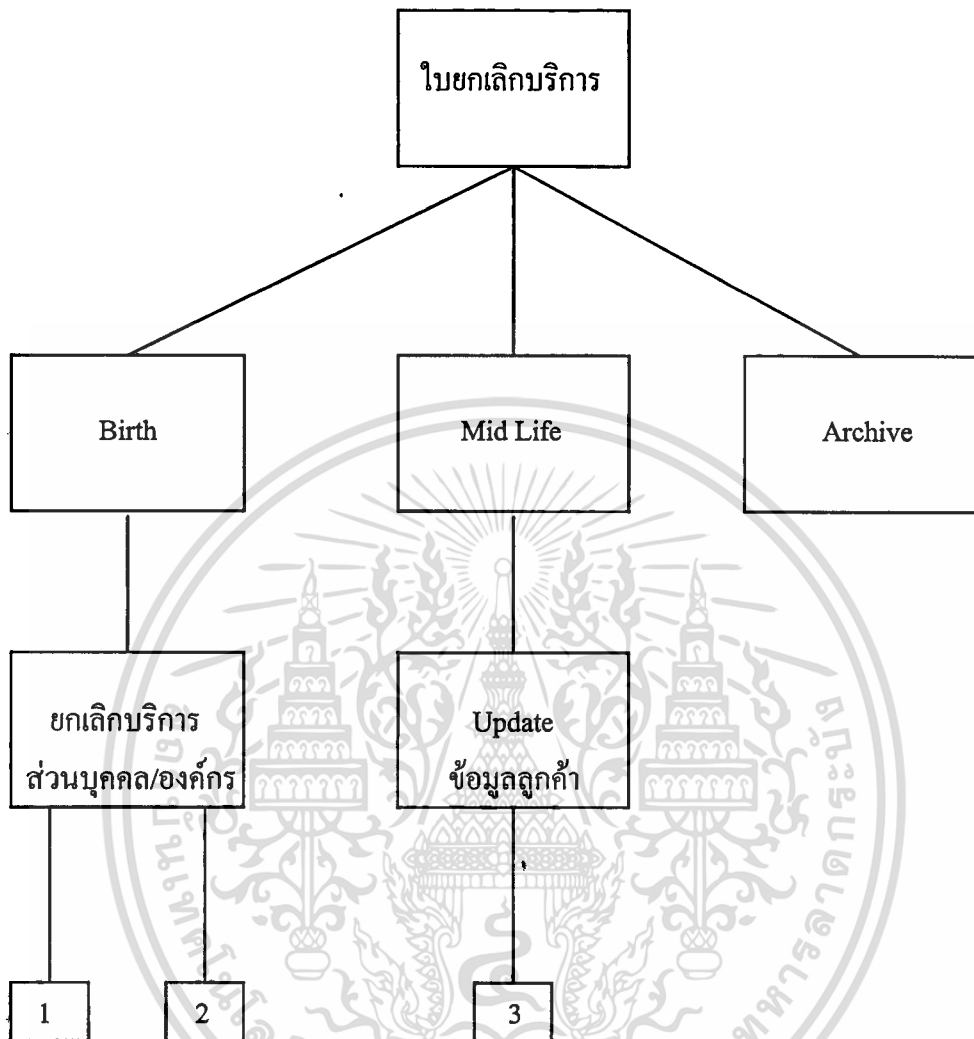 ใบยกเลิกบริการ
Birth
Mid Life
Archive
ยกเลิกบริการ
ส่วนบุคคล/องค์กร
Update
ข้อมูลลูกค้า
1
2
3